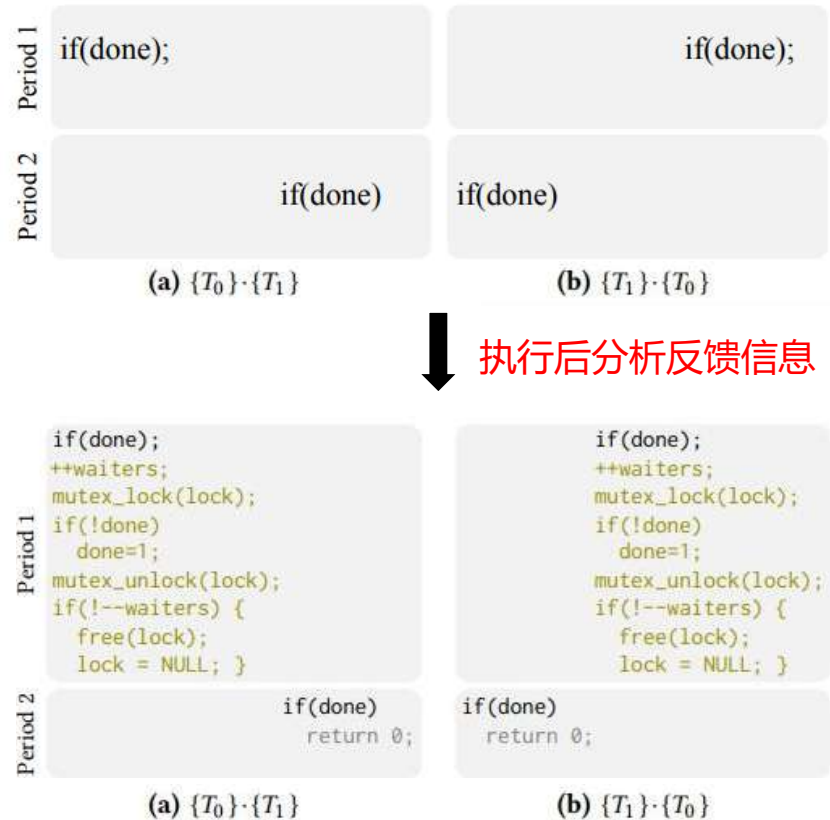 Period 1
if(done);
if(done);
Period 2
if(done)
if(done)
(a) {T₀}·{T₁}
(b) {T₁}·{T₀}
执行后分析反馈信息
Period 1
if(done);
++waiters;
mutex_lock(lock);
if(!done)
done=1;
mutex_unlock(lock);
if(!--waiters) {
free(lock);
lock = NULL; }
if(done);
++waiters;
mutex_lock(lock);
if(!done)
done=1;
mutex_unlock(lock);
if(!--waiters) {
free(lock);
lock = NULL; }
Period 2
if(done)
return 0;
if(done)
return 0;
(a) {T₀}·{T₁}
(b) {T₁}·{T₀}